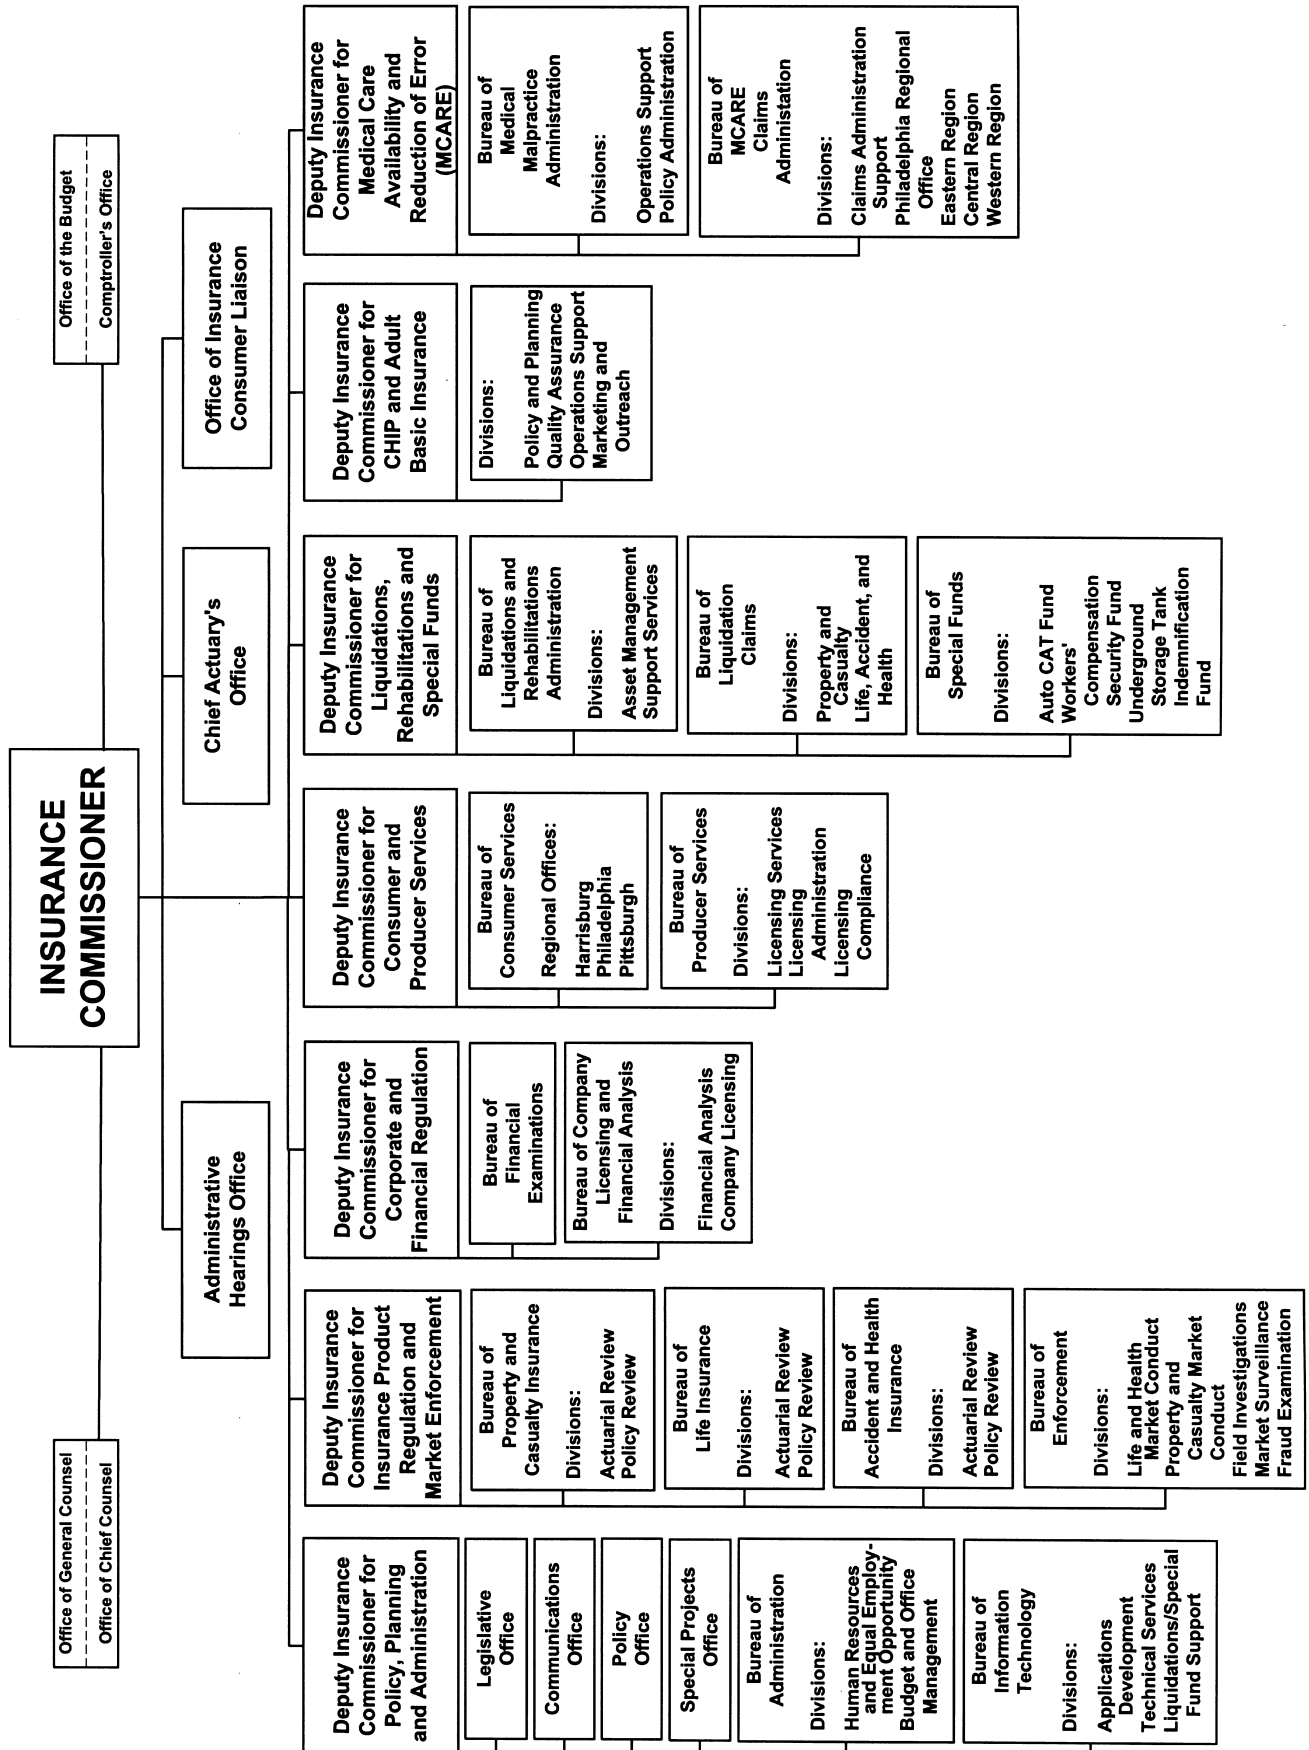 INSURANCE
COMMISSIONER
Office of General Counsel
Office of Chief Counsel
Office of the Budget
Comptroller's Office
Administrative
Hearings Office
Chief Actuary's
Office
Office of Insurance
Consumer Liaison
Deputy Insurance
Commissioner for
Policy, Planning
and Administration
Legislative
Office
Communications
Office
Policy
Office
Special Projects
Office
Bureau of
Administration
Divisions:
Human Resources
and Equal Employ-
ment Opportunity
Budget and Office
Management
Bureau of
Information
Technology
Divisions:
Applications
Development
Technical Services
Liquidations/Special
Fund Support
Deputy Insurance
Commissioner for
Insurance Product
Regulation and
Market Enforcement
Bureau of
Property and
Casualty Insurance
Divisions:
Actuarial Review
Policy Review
Bureau of
Life Insurance
Divisions:
Actuarial Review
Policy Review
Bureau of
Accident and Health
Insurance
Divisions:
Actuarial Review
Policy Review
Bureau of
Enforcement
Divisions:
Life and Health
Market Conduct
Property and
Casualty Market
Conduct
Field Investigations
Market Surveillance
Fraud Examination
Deputy Insurance
Commissioner for
Corporate and
Financial Regulation
Bureau of
Financial
Examinations
Bureau of Company
Licensing and
Financial Analysis
Divisions:
Financial Analysis
Company Licensing
Deputy Insurance
Commissioner for
Consumer and
Producer Services
Bureau of
Consumer Services
Regional Offices:
Harrisburg
Philadelphia
Pittsburgh
Bureau of
Producer Services
Divisions:
Licensing Services
Licensing
Administration
Licensing
Compliance
Deputy Insurance
Commissioner for
Liquidations,
Rehabilitations and
Special Funds
Bureau of
Liquidations and
Rehabilitations
Administration
Divisions:
Asset Management
Support Services
Bureau of
Liquidation
Claims
Divisions:
Property and
Casualty
Life, Accident, and
Health
Bureau of
Special Funds
Divisions:
Auto CAT Fund
Workers'
Compensation
Security Fund
Underground
Storage Tank
Indemnification
Fund
Deputy Insurance
Commissioner for
CHIP and Adult
Basic Insurance
Divisions:
Policy and Planning
Quality Assurance
Operations Support
Marketing and
Outreach
Deputy Insurance
Commissioner for
Medical Care
Availability and
Reduction of Error
(MCARE)
Bureau of
Medical
Malpractice
Administration
Divisions:
Operations Support
Policy Administration
Bureau of
MCARE
Claims
Administation
Divisions:
Claims Administration
Support
Philadelphia Regional
Office
Eastern Region
Central Region
Western Region